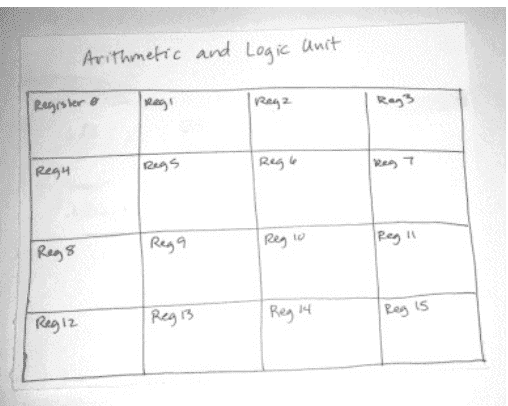 Arithmetic and Logic Unit
Register 0 Reg 1 Reg 2 Reg 3
Reg 4 Reg 5 Reg 6 Reg 7
Reg 8 Reg 9 Reg 10 Reg 11
Reg 12 Reg 13 Reg 14 Reg 15